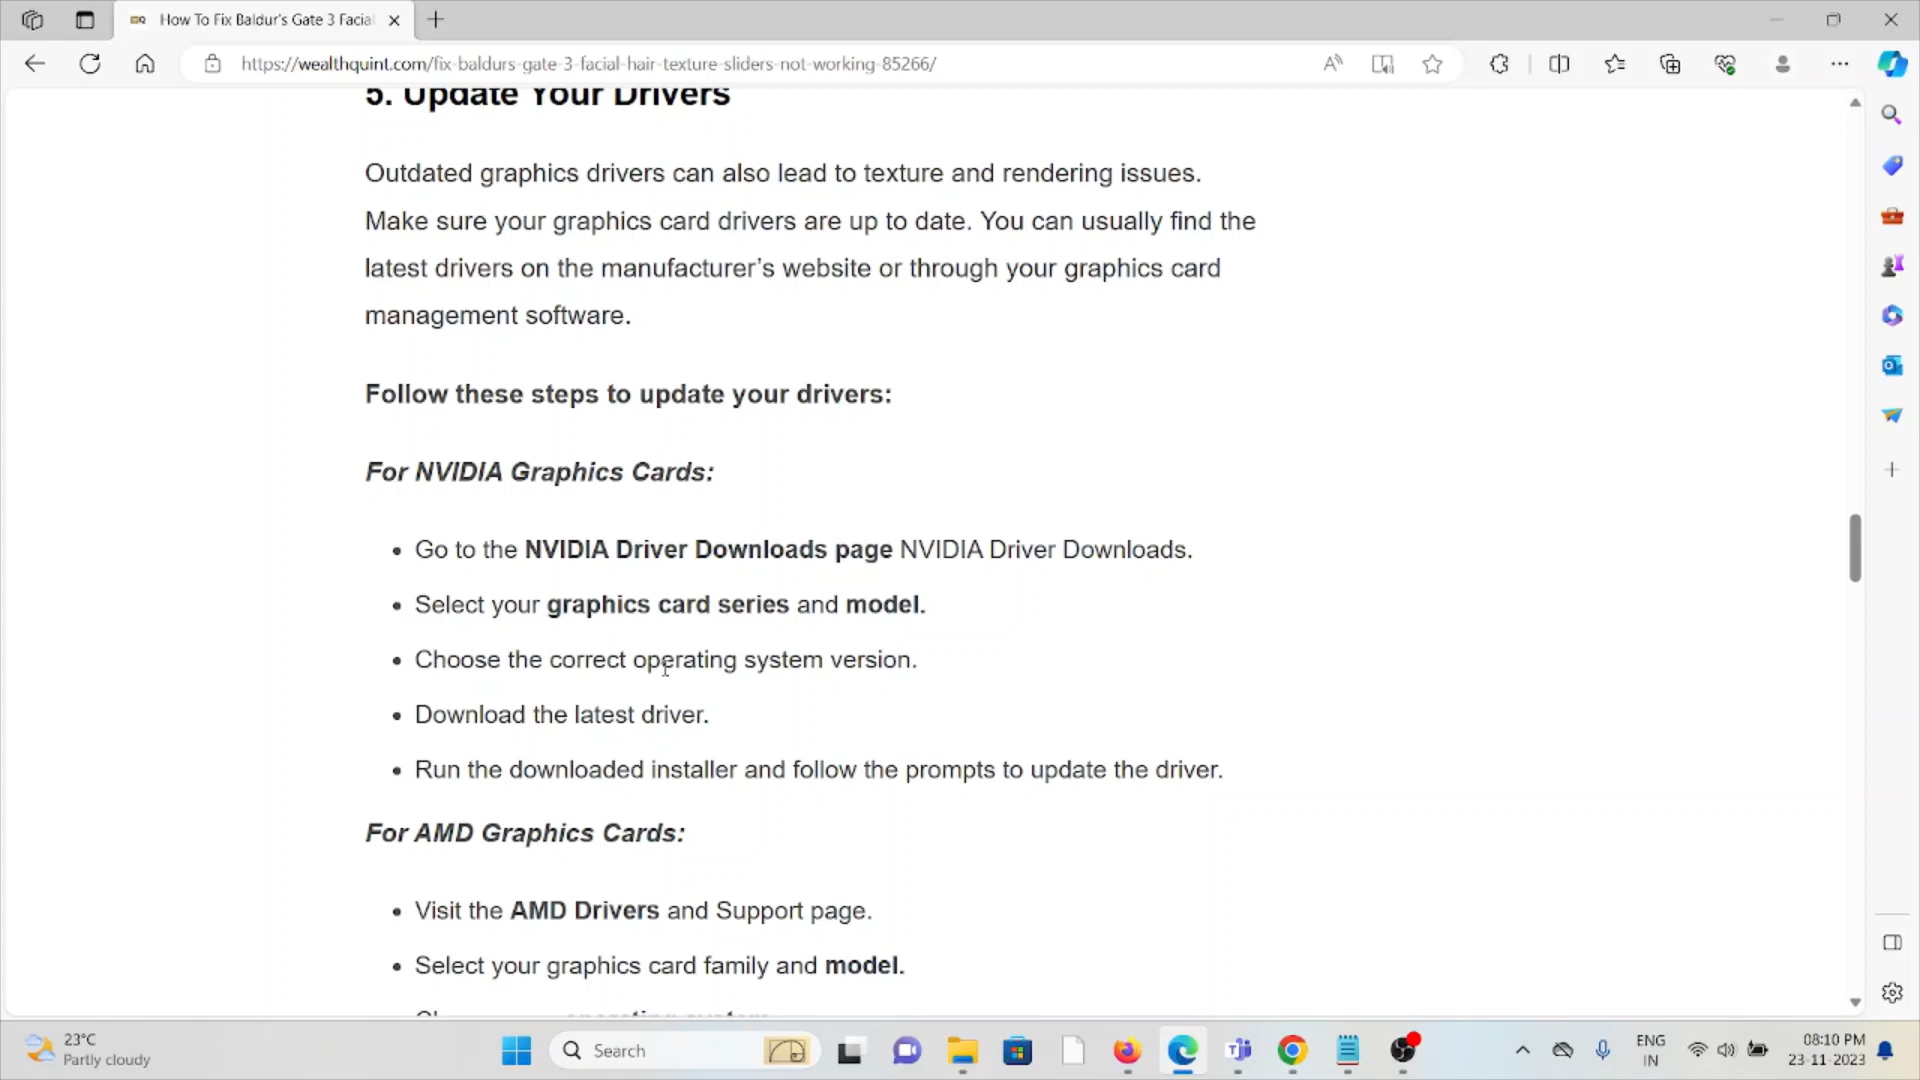 How To Fix Baldur's Gate 3 Facial
https://wealthquint.com/fix-baldurs-gate-3-facial-hair-texture-sliders-not-working-85266/
5. Update Your Drivers
Outdated graphics drivers can also lead to texture and rendering issues.
Make sure your graphics card drivers are up to date. You can usually find the
latest drivers on the manufacturer’s website or through your graphics card
management software.
Follow these steps to update your drivers:
For NVIDIA Graphics Cards:
• Go to the NVIDIA Driver Downloads page NVIDIA Driver Downloads.
• Select your graphics card series and model.
• Choose the correct operating system version.
• Download the latest driver.
• Run the downloaded installer and follow the prompts to update the driver.
For AMD Graphics Cards:
• Visit the AMD Drivers and Support page.
• Select your graphics card family and model.
23°C
Partly cloudy
Search
ENG
IN
08:10 PM
23-11-2023